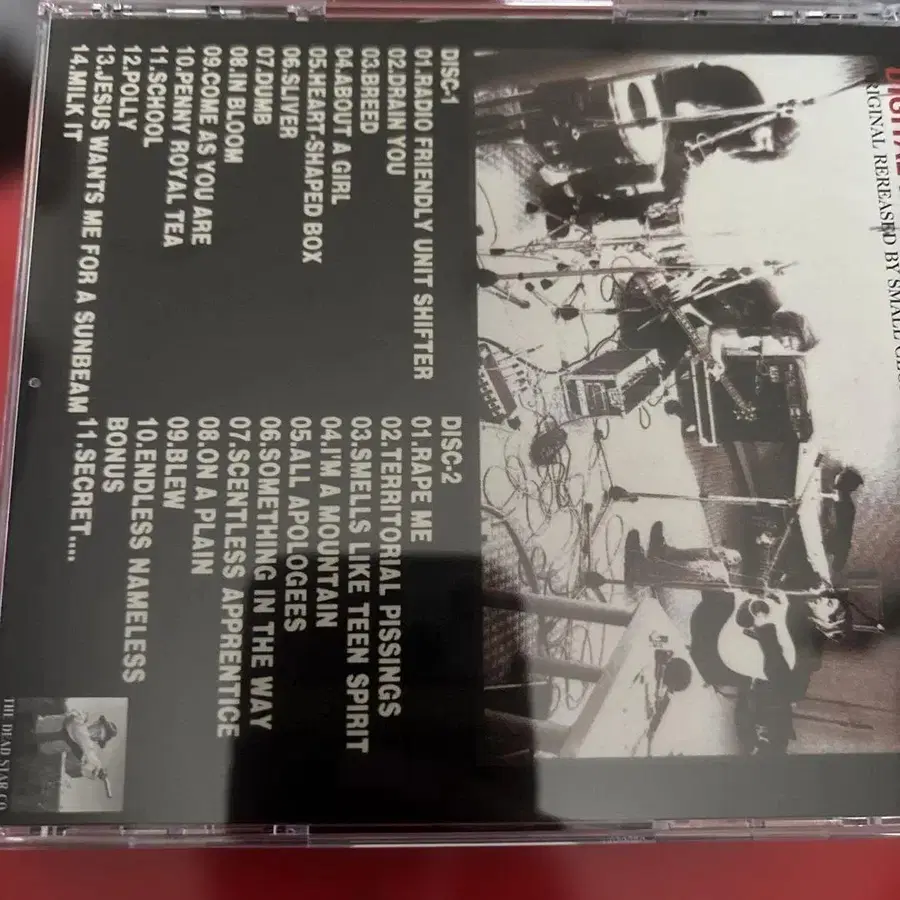 DIGITAL
ORIGINAL REREASED BY SMALL
DISC-1
01.RADIO FRIENDLY UNIT SHIFTER
02.DRAIN YOU
03.BREED
04.ABOUT A GIRL
05.HEART-SHAPED BOX
06.SLIVER
07.DUMB
08.IN BLOOM
09.COME AS YOU ARE
10.PENNY ROYAL TEA
11.SCHOOL
12.POLLY
13.JESUS WANTS ME FOR A SUNBEAM
14.MILK IT
DISC-2
01.RAPE ME
02.TERRITORIAL PISSINGS
03.SMELLS LIKE TEEN SPIRIT
04.I'M A MOUNTAIN
05.ALL APOLOGEES
06.SOMETHING IN THE WAY
07.SCENTLESS APPRENTICE
08.ON A PLAIN
09.BLEW
10.ENDLESS NAMELESS
BONUS
11.SECRET....
THE DEAD STAR CO.